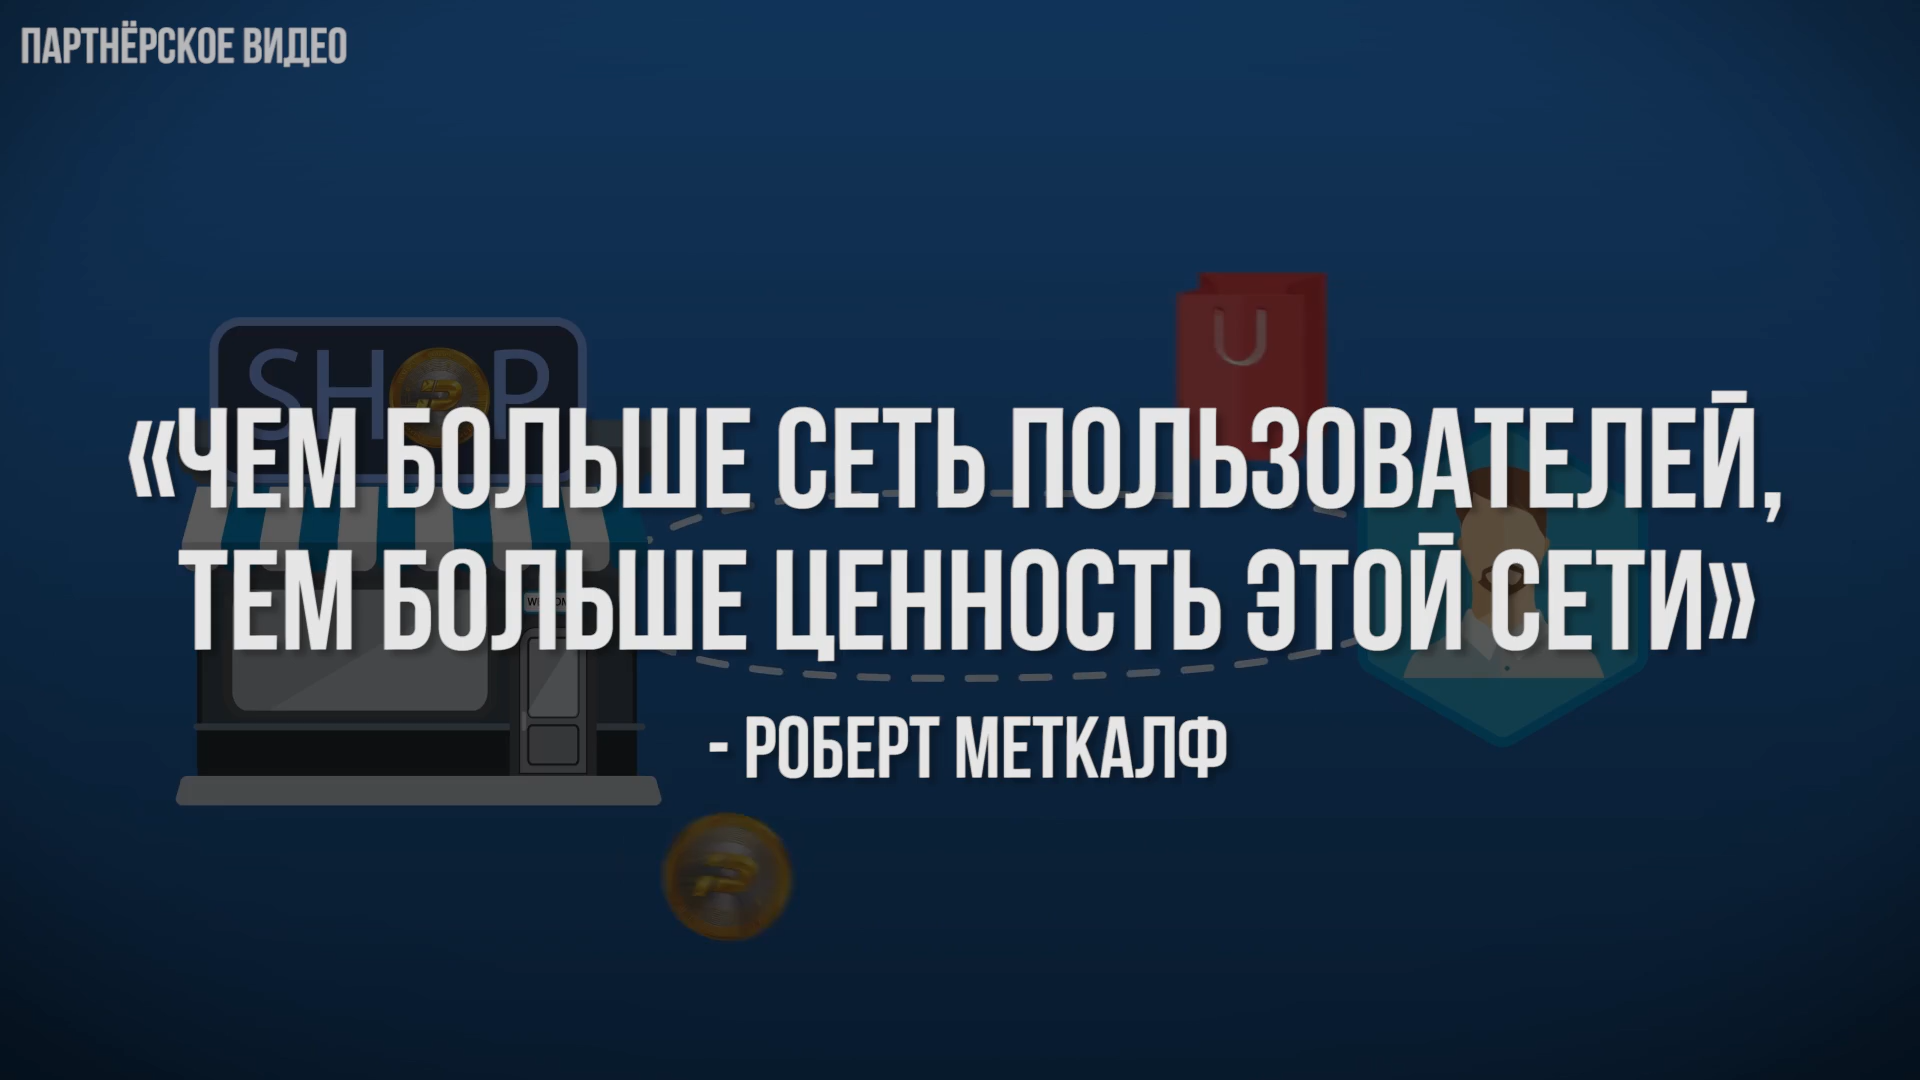 ПАРТНЁРСКОЕ ВИДЕО
SHOP
«ЧЕМ БОЛЬШЕ СЕТЬ ПОЛЬЗОВАТЕЛЕЙ,
ТЕМ БОЛЬШЕ ЦЕННОСТЬ ЭТОЙ СЕТИ»
- РОБЕРТ МЕТКАЛФ